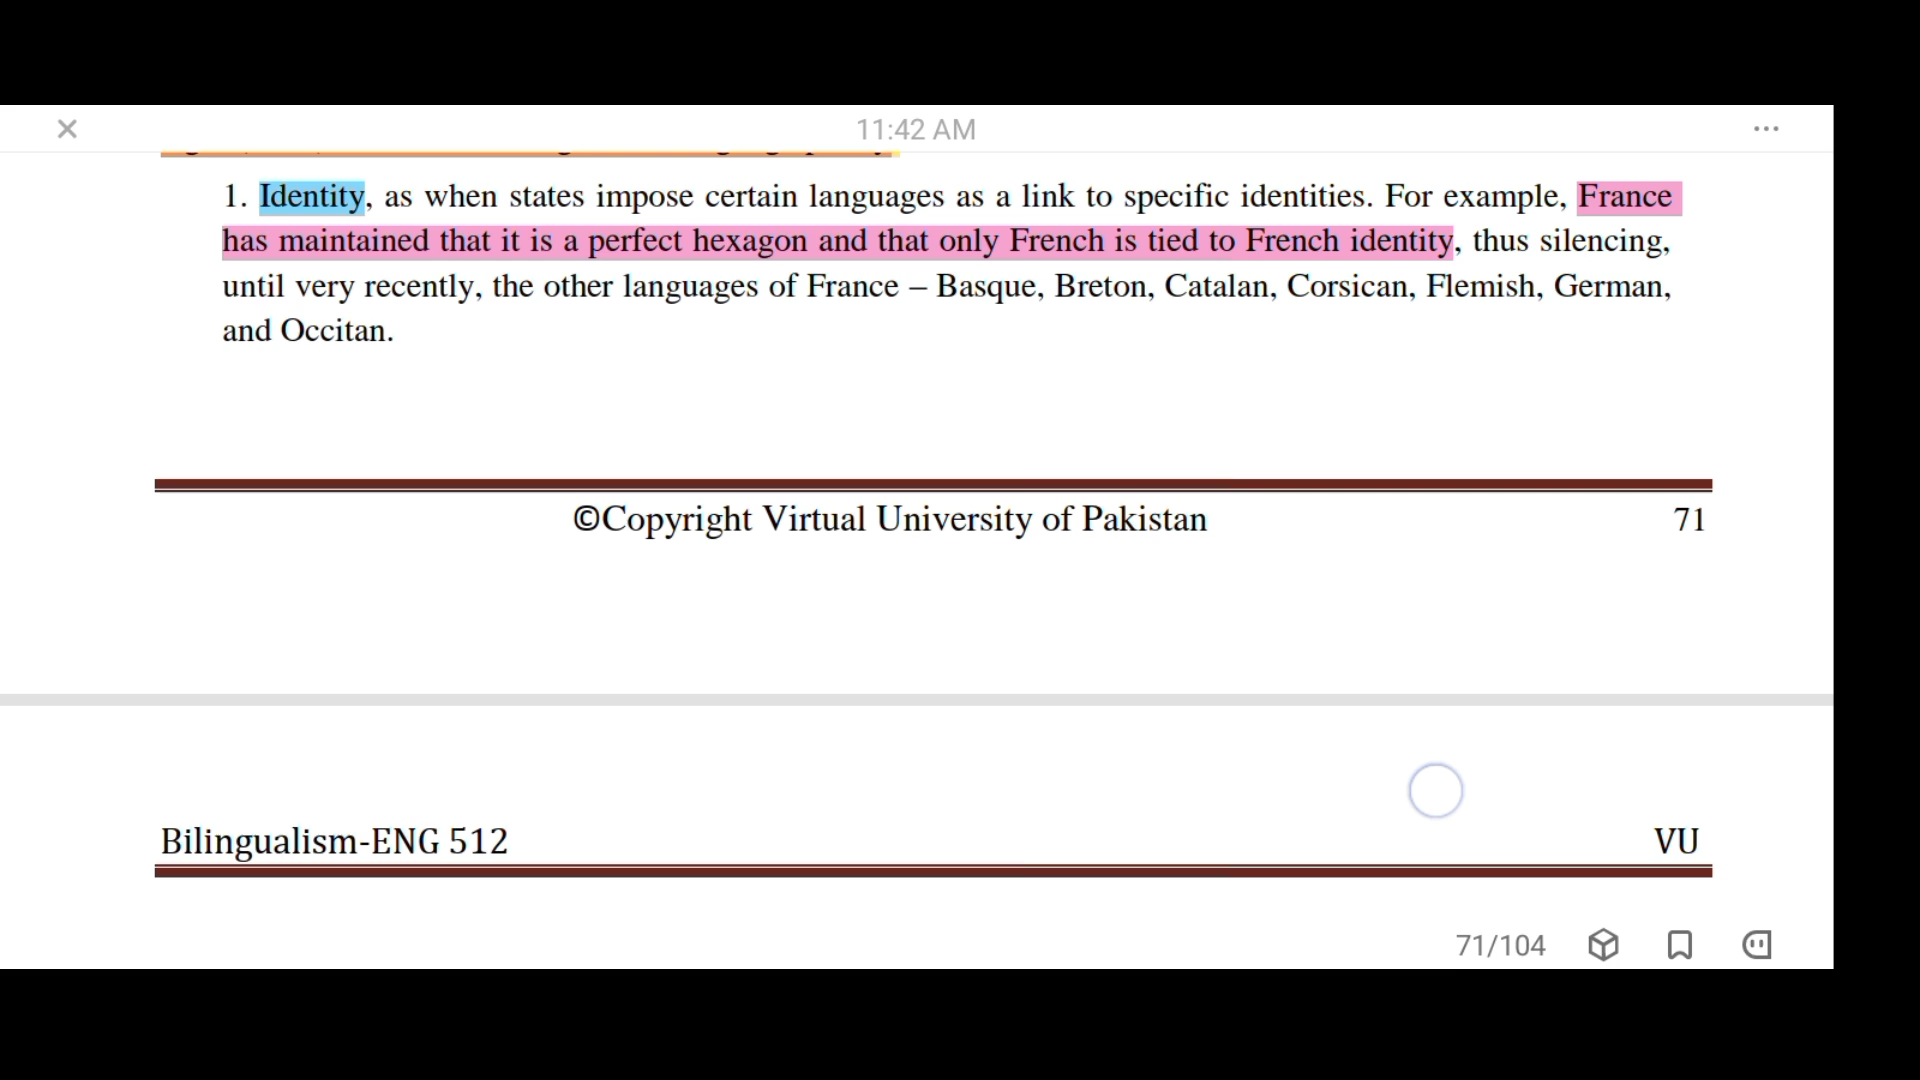 11:42 AM
1. Identity, as when states impose certain languages as a link to specific identities. For example, France
has maintained that it is a perfect hexagon and that only French is tied to French identity, thus silencing,
until very recently, the other languages of France – Basque, Breton, Catalan, Corsican, Flemish, German,
and Occitan.
©Copyright Virtual University of Pakistan 71
Bilingualism-ENG 512 VU
71/104